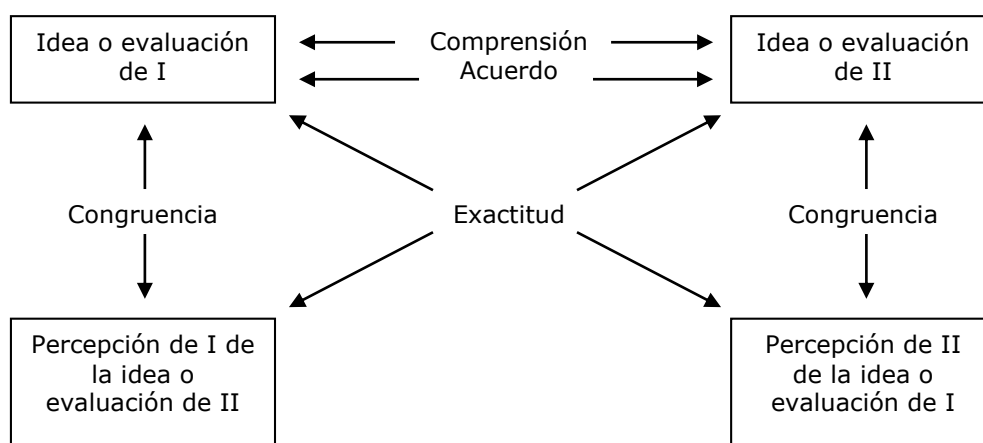 Idea o evaluación
de I
Comprensión
Acuerdo
Idea o evaluación
de II
Congruencia
Exactitud
Congruencia
Percepción de I de
la idea o
evaluación de II
Percepción de II
de la idea o
evaluación de I